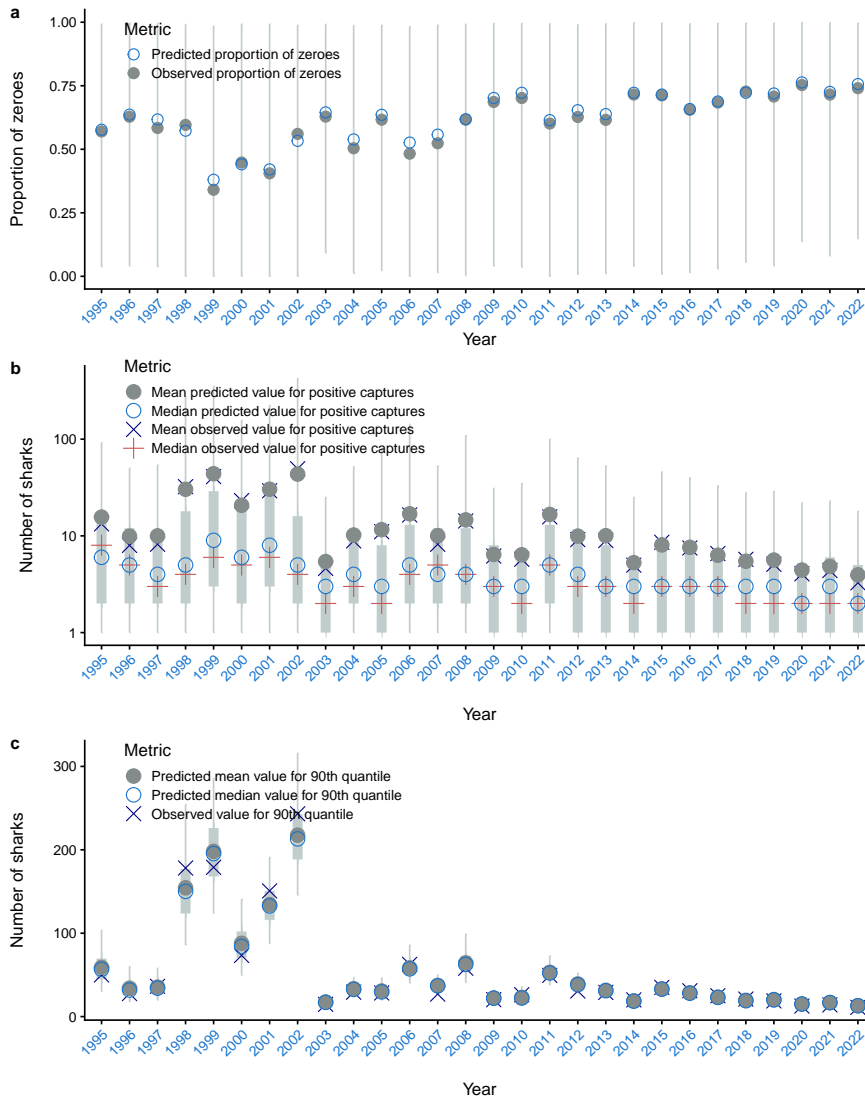 a
Metric
Predicted proportion of zeroes
Observed proportion of zeroes
Proportion of zeroes
1.00
0.75
0.50
0.25
0.00
1995 1996 1997 1998 1999 2000 2001 2002 2003 2004 2005 2006 2007 2008 2009 2010 2011 2012 2013 2014 2015 2016 2017 2018 2019 2020 2021 2022
Year
b
Metric
Mean predicted value for positive captures
Median predicted value for positive captures
Mean observed value for positive captures
Median observed value for positive captures
Number of sharks
100
10
1
1995 1996 1997 1998 1999 2000 2001 2002 2003 2004 2005 2006 2007 2008 2009 2010 2011 2012 2013 2014 2015 2016 2017 2018 2019 2020 2021 2022
Year
c
Metric
Predicted mean value for 90th quantile
Predicted median value for 90th quantile
Observed value for 90th quantile
Number of sharks
300
200
100
0
1995 1996 1997 1998 1999 2000 2001 2002 2003 2004 2005 2006 2007 2008 2009 2010 2011 2012 2013 2014 2015 2016 2017 2018 2019 2020 2021 2022
Year